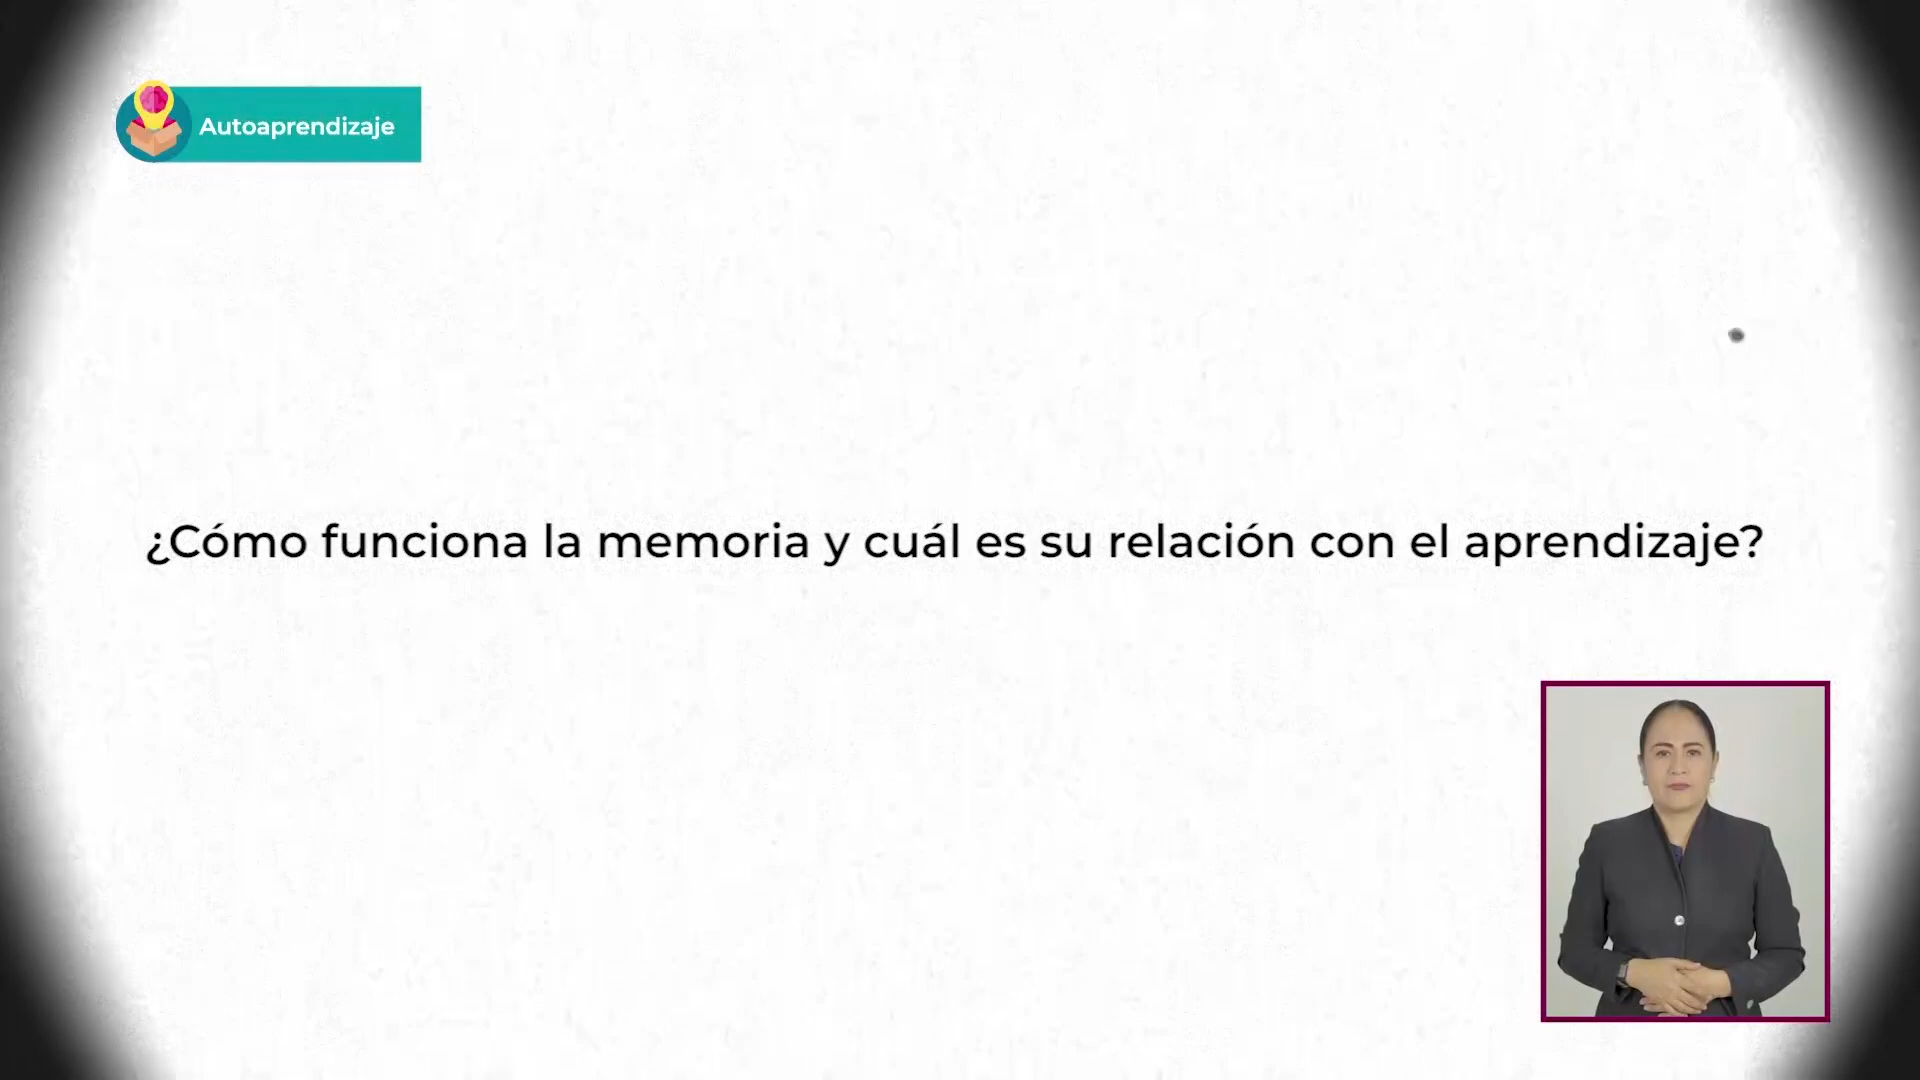 Autoaprendizaje
¿Cómo funciona la memoria y cuál es su relación con el aprendizaje?